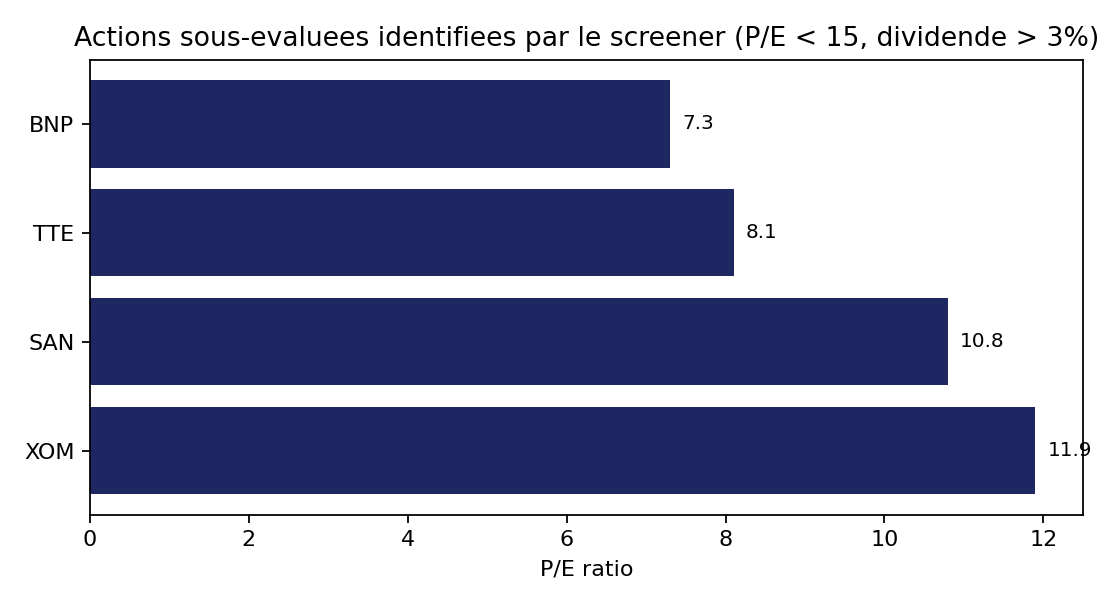 Actions sous-evaluees identifiees par le screener (P/E < 15, dividende > 3%)
BNP
7.3
TTE
8.1
SAN
10.8
XOM
11.9
0 2 4 6 8 10 12
P/E ratio